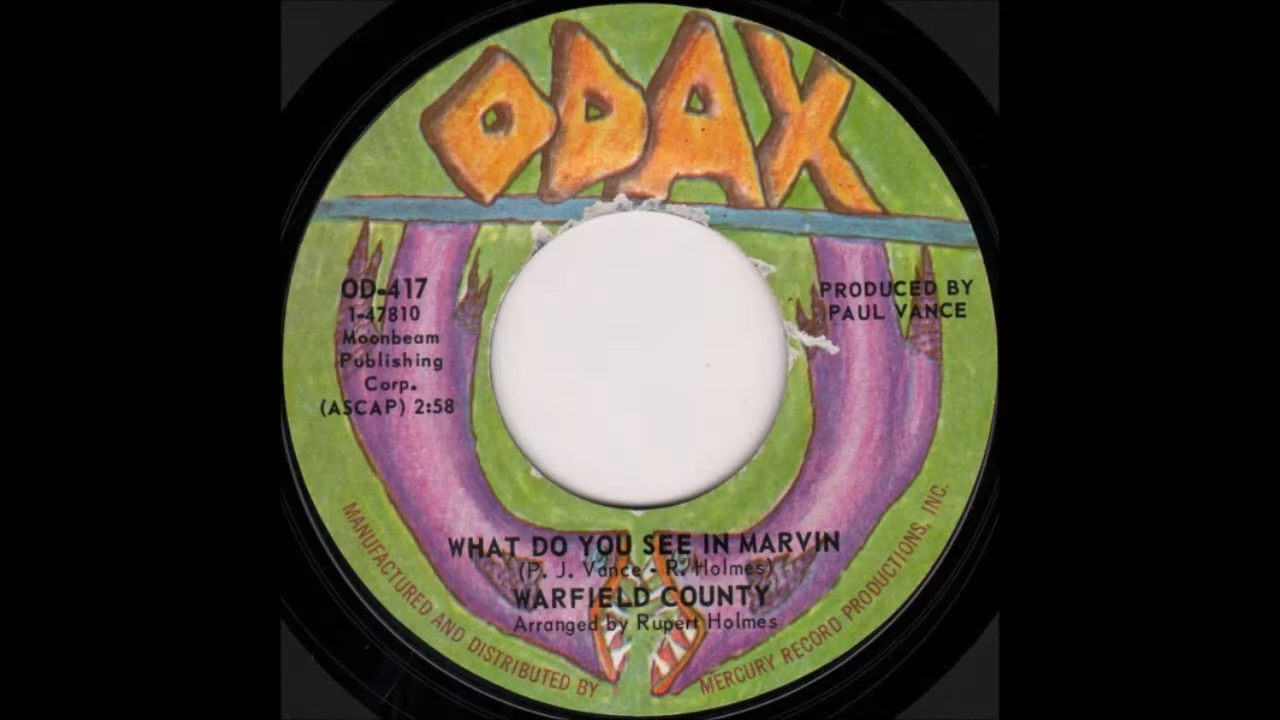 ODAX
OD-417
1-47810
Moonbeam
Publishing
Corp.
(ASCAP) 2:58
PRODUCED BY
PAUL VANCE
WHAT DO YOU SEE IN MARVIN
(P. J. Vance - R. Holmes)
WARFIELD COUNTY
Arranged by Rupert Holmes
MANUFACTURED AND DISTRIBUTED BY MERCURY RECORD PRODUCTIONS, INC.